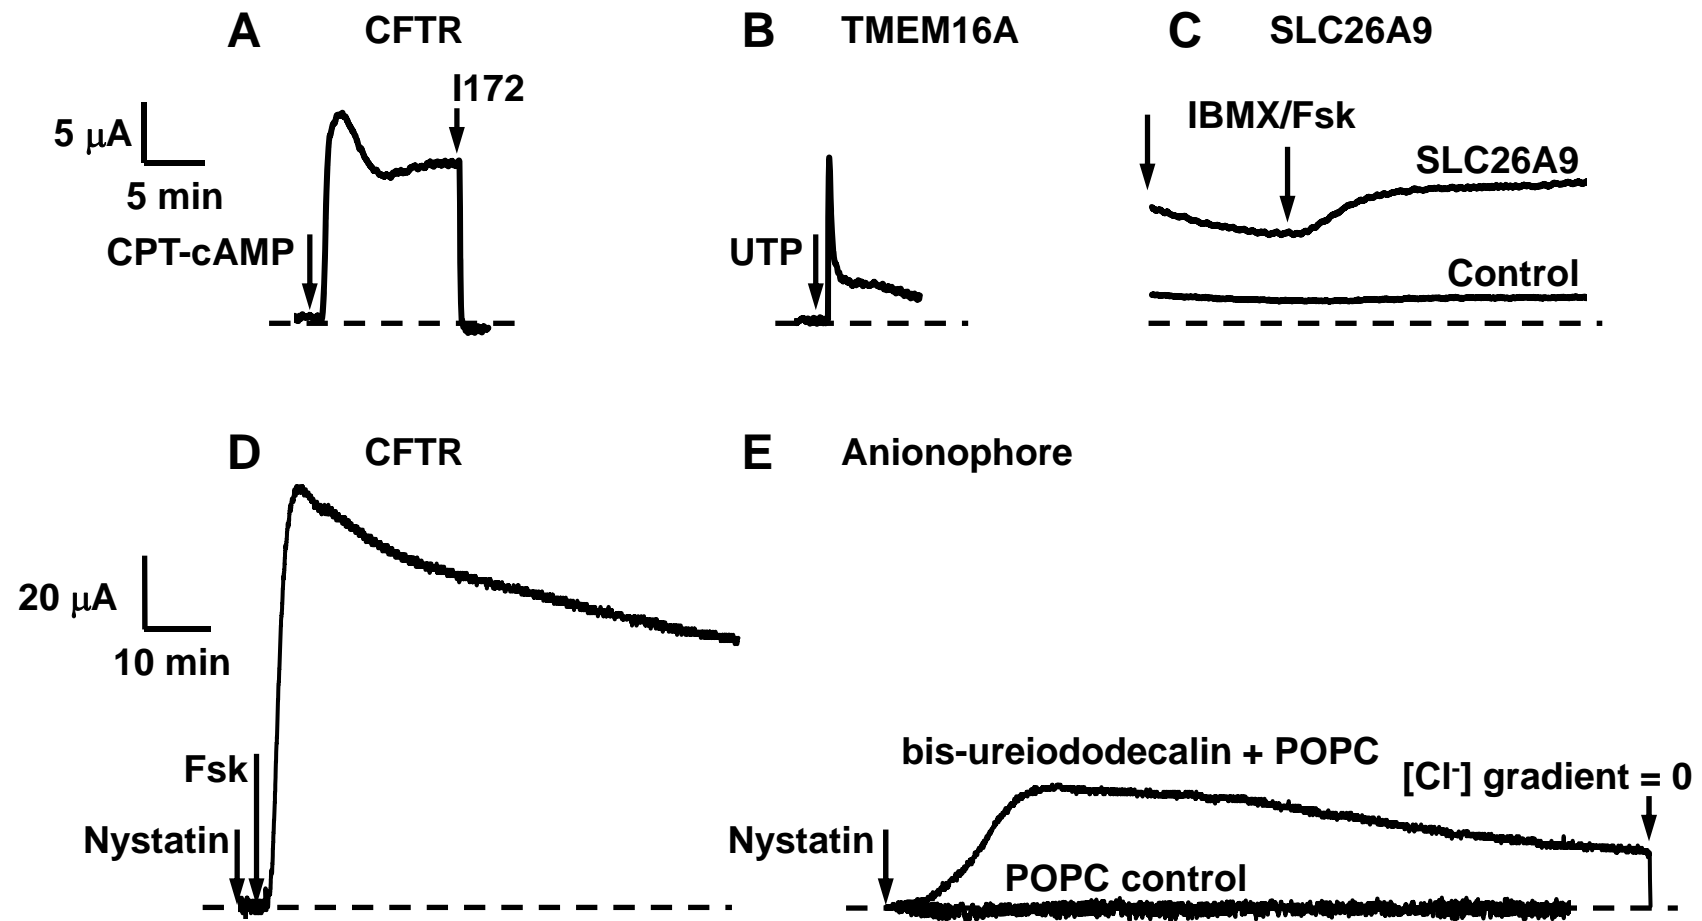 A CFTR
B TMEM16A
C SLC26A9
I172
5 μA
5 min
CPT-cAMP
UTP
IBMX/Fsk
SLC26A9
Control
D CFTR
E Anionophore
20 μA
10 min
Fsk
Nystatin
bis-ureiododecalin + POPC
[Cl-] gradient = 0
Nystatin
POPC control